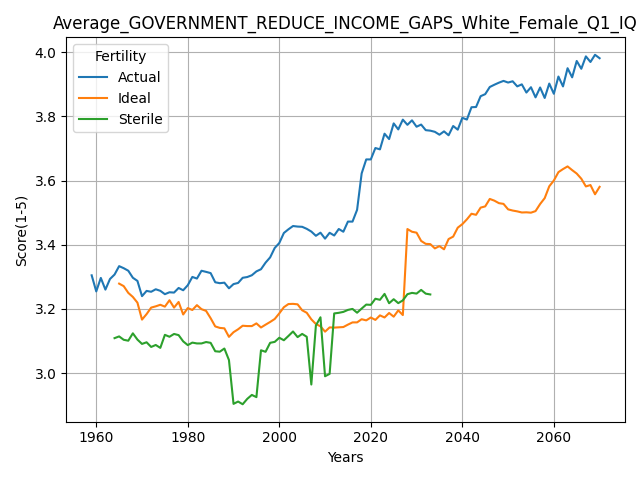 Average_GOVERNMENT_REDUCE_INCOME_GAPS_White_Female_Q1_IQ
Fertility
Actual
Ideal
Sterile
Score(1-5)
4.0
3.8
3.6
3.4
3.2
3.0
1960 1980 2000 2020 2040 2060
Years